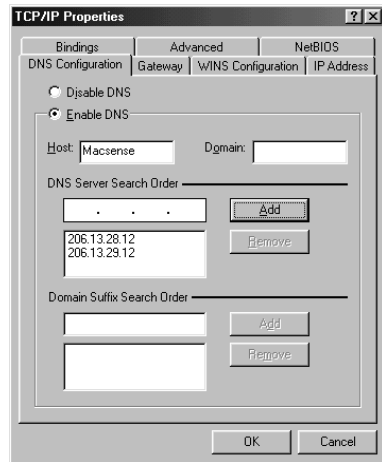 TCP/IP Properties
Bindings Advanced NetBIOS
DNS Configuration Gateway WINS Configuration IP Address
Disable DNS
Enable DNS
Host: Macsense Domain:
DNS Server Search Order
. . . Add
206.13.28.12 Remove
206.13.29.12
Domain Suffix Search Order
Add
Remove
OK Cancel